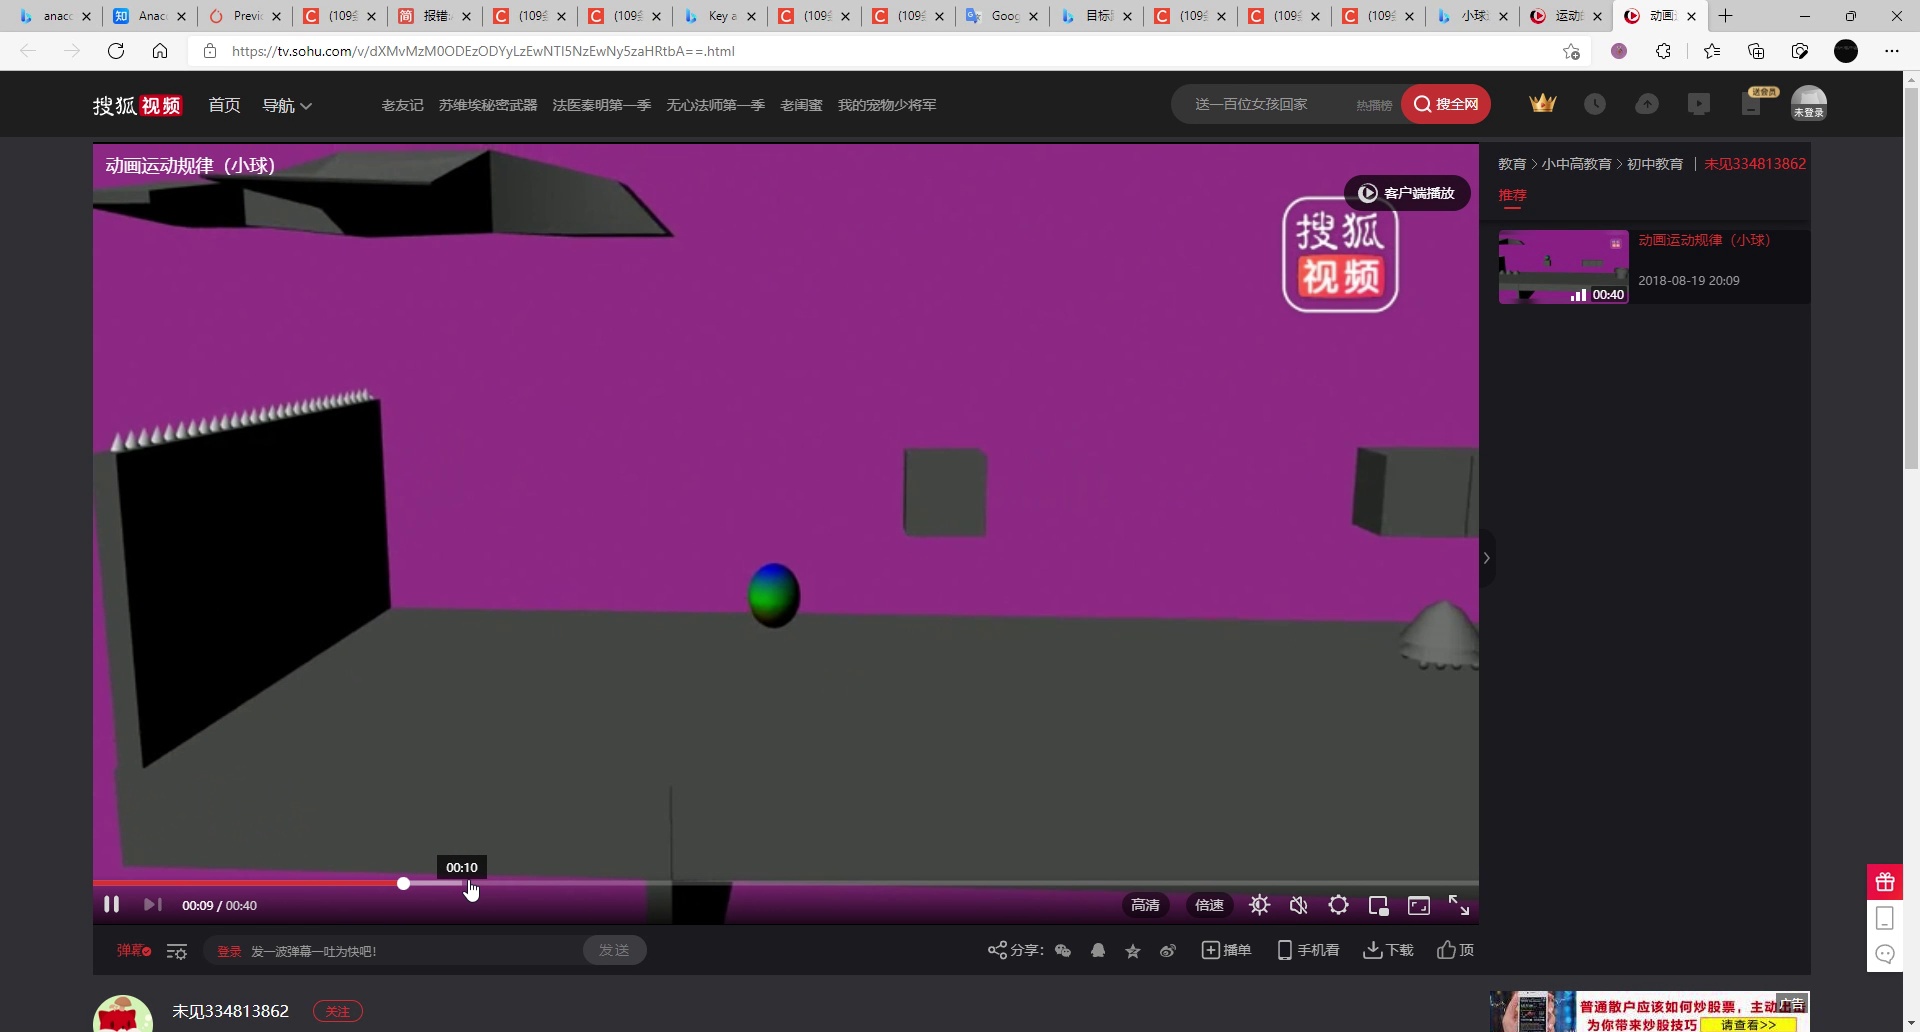 anac
Anac
Previ
(109
报错:
(109
(109
Key a
(109
(109
Goog
目标
(109
(109
(109
小球
运动
动画
https://tv.sohu.com/v/dXMvMzM0ODEzODYyLzEwNTI5NzEwNy5zaHRtbA==.html
搜狐视频
首页
导航
老友记
苏维埃秘密武器
法医秦明第一季
无心法师第一季
老闺蜜
我的宠物少将军
送一百位女孩回家
热播榜
搜全网
送会员
未登录
动画运动规律（小球）
客户端播放
搜狐
视频
教育 > 小中高教育 > 初中教育 | 未见334813862
推荐
动画运动规律（小球）
2018-08-19 20:09
00:40
00:10
00:09 / 00:40
高清
倍速
弹幕
登录 发一波弹幕一吐为快吧!
发送
分享:
播单
手机看
下载
顶
未见334813862
关注
普通散户应该如何炒股票，主动出
广告
为你带来炒股技巧
请查看>>